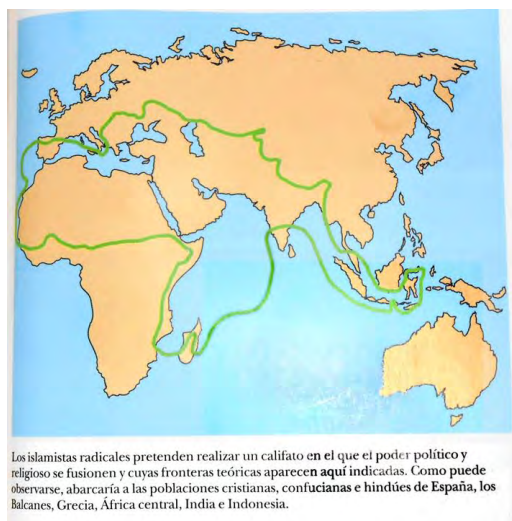 Los islamistas radicales pretenden realizar un califato en el que el poder político y
religioso se fusionen y cuyas fronteras teóricas aparecen aquí indicadas. Como puede
observarse, abarcaría a las poblaciones cristianas, confucianas e hindúes de España, los
Balcanes, Grecia, África central, India e Indonesia.